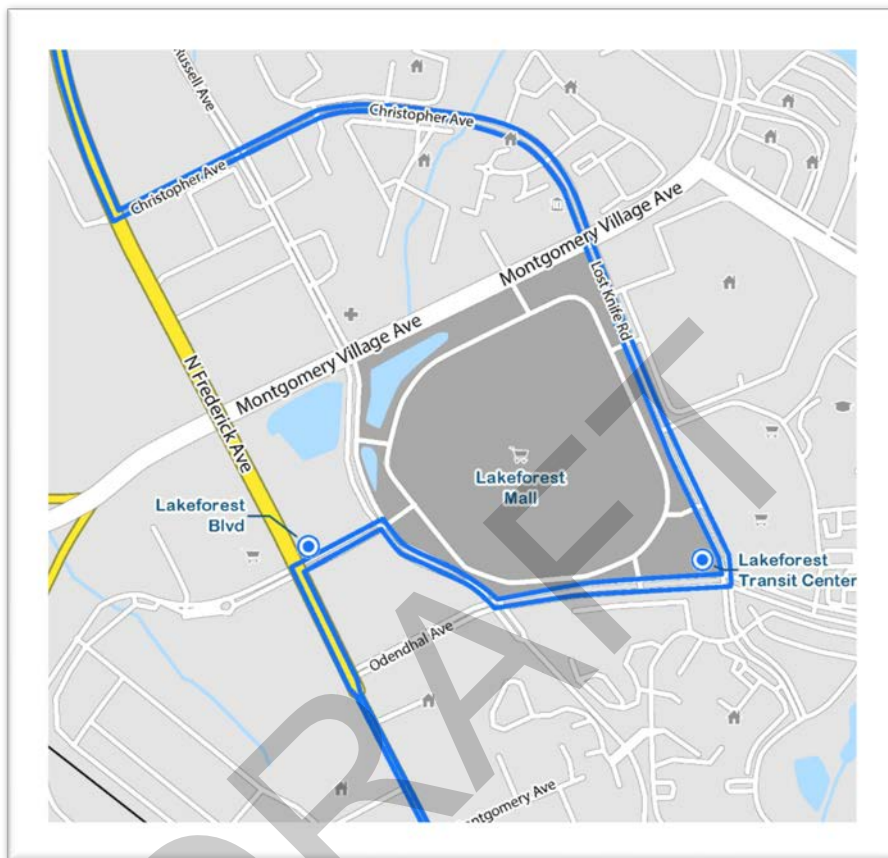 Russell Ave
Christopher Ave
Christopher Ave
Montgomery Village Ave
Lost Knife Rd
Montgomery Village Ave
N Frederick Ave
Lakeforest
Mall
Lakeforest
Blvd
Lakeforest
Transit Center
Odendhal Ave
ontgomery Ave
DRAFT